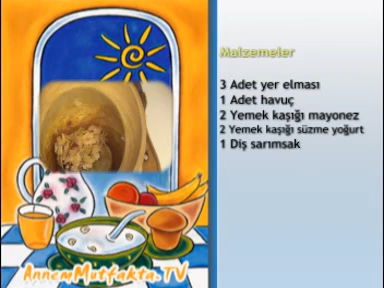 Malzemeler
3 Adet yer elması
1 Adet havuç
2 Yemek kaşığı mayonez
2 Yemek kaşığı süzme yoğurt
1 Diş sarımsak
AnnemMutfakta.TV